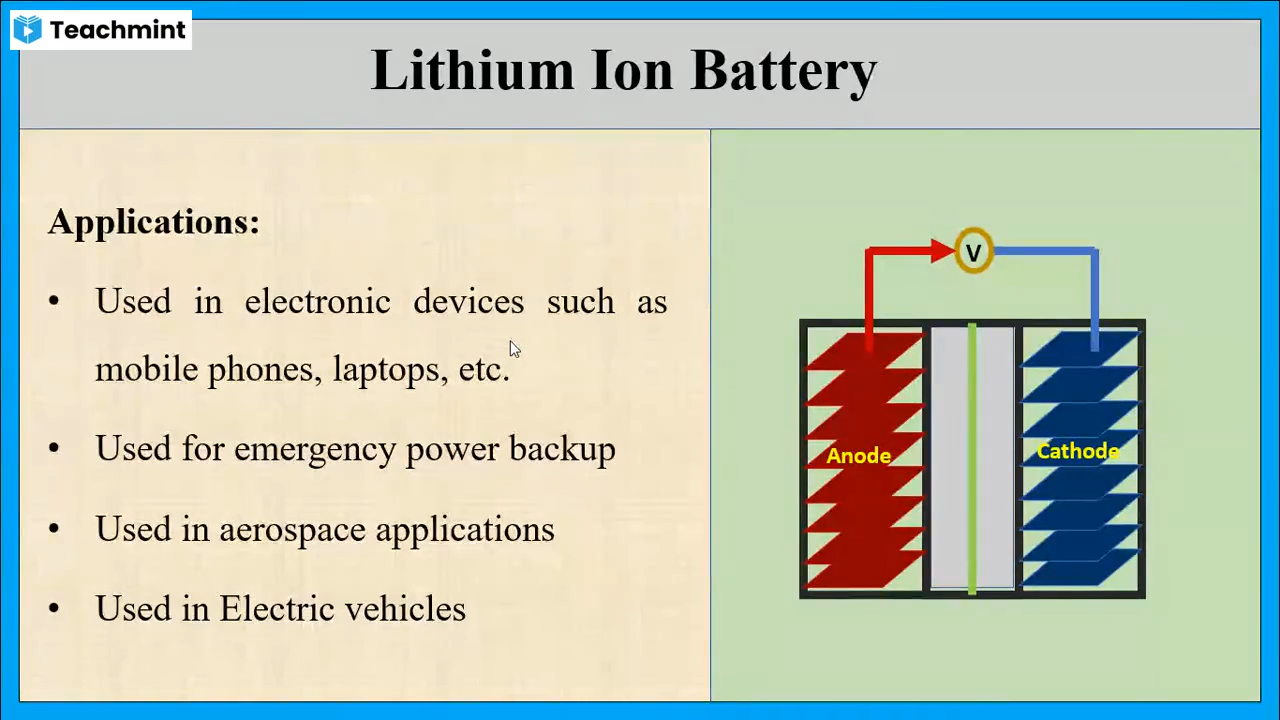 Teachmint
Lithium Ion Battery
Applications:
• Used in electronic devices such as
mobile phones, laptops, etc.
• Used for emergency power backup
• Used in aerospace applications
• Used in Electric vehicles
V
Anode
Cathode